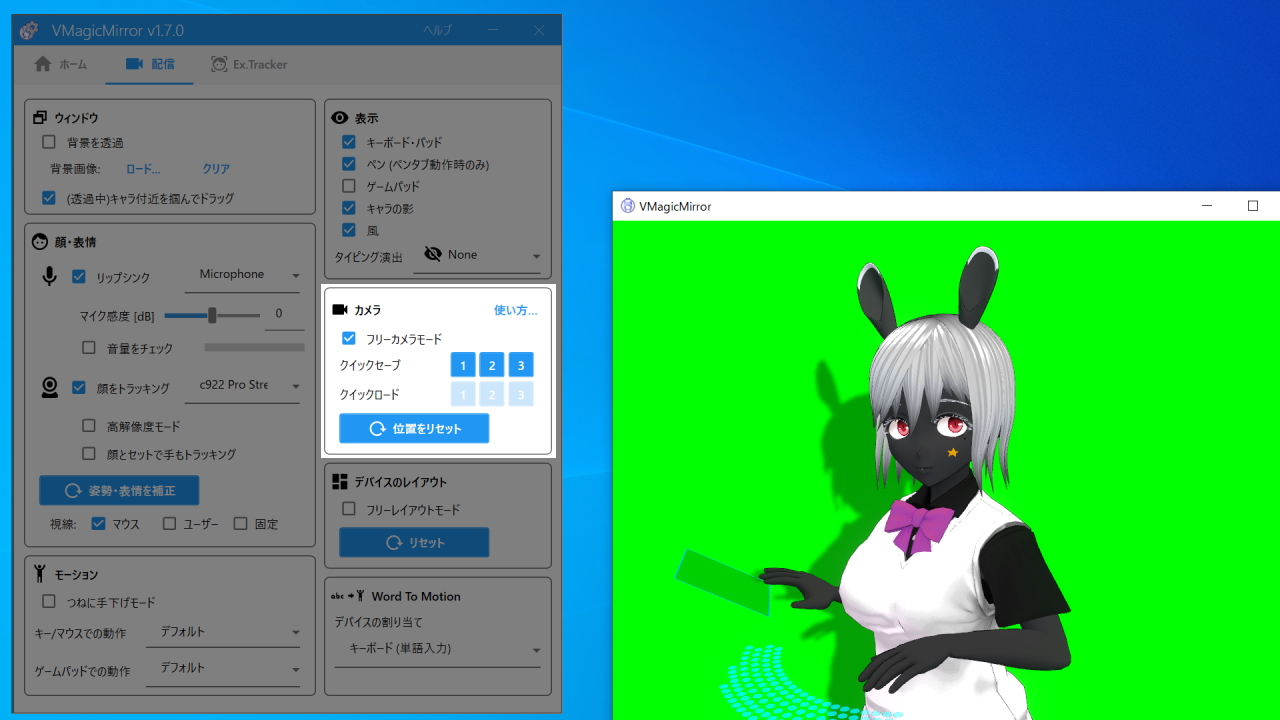 VMagicMirror v1.7.0
ヘルプ
ホーム
配信
Ex.Tracker
ウィンドウ
背景を透過
背景画像: ロード... クリア
(透過中)キャラ付近を掴んでドラッグ
顔・表情
リップシンク Microphone
マイク感度 [dB] 0
音量をチェック
顔をトラッキング c922 Pro Stre
高解像度モード
顔とセットで手もトラッキング
姿勢・表情を補正
視線: マウス ユーザー 固定
モーション
つねに手下げモード
キー/マウスでの動作 デフォルト
ゲームパッドでの動作 デフォルト
表示
キーボード・パッド
ペン (ペンタブ動作時のみ)
ゲームパッド
キャラの影
風
タイピング演出 None
カメラ 使い方...
フリーカメラモード
クイックセーブ 1 2 3
クイックロード 1 2 3
位置をリセット
デバイスのレイアウト
フリーレイアウトモード
リセット
abc Word To Motion
デバイスの割り当て
キーボード (単語入力)
VMagicMirror